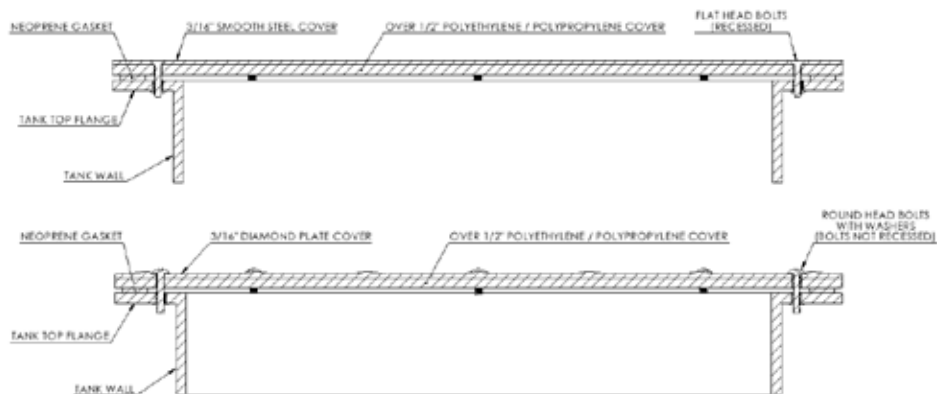 NEOPRENE GASKET
3/16" SMOOTH STEEL COVER
OVER 1/2" POLYETHYLENE / POLYPROPYLENE COVER
FLAT HEAD BOLTS
(RECESSED)
TANK TOP FLANGE
TANK WALL
NEOPRENE GASKET
3/16" DIAMOND PLATE COVER
OVER 1/2" POLYETHYLENE / POLYPROPYLENE COVER
ROUND HEAD BOLTS
WITH WASHERS
(BOLTS NOT RECESSED)
TANK TOP FLANGE
TANK WALL